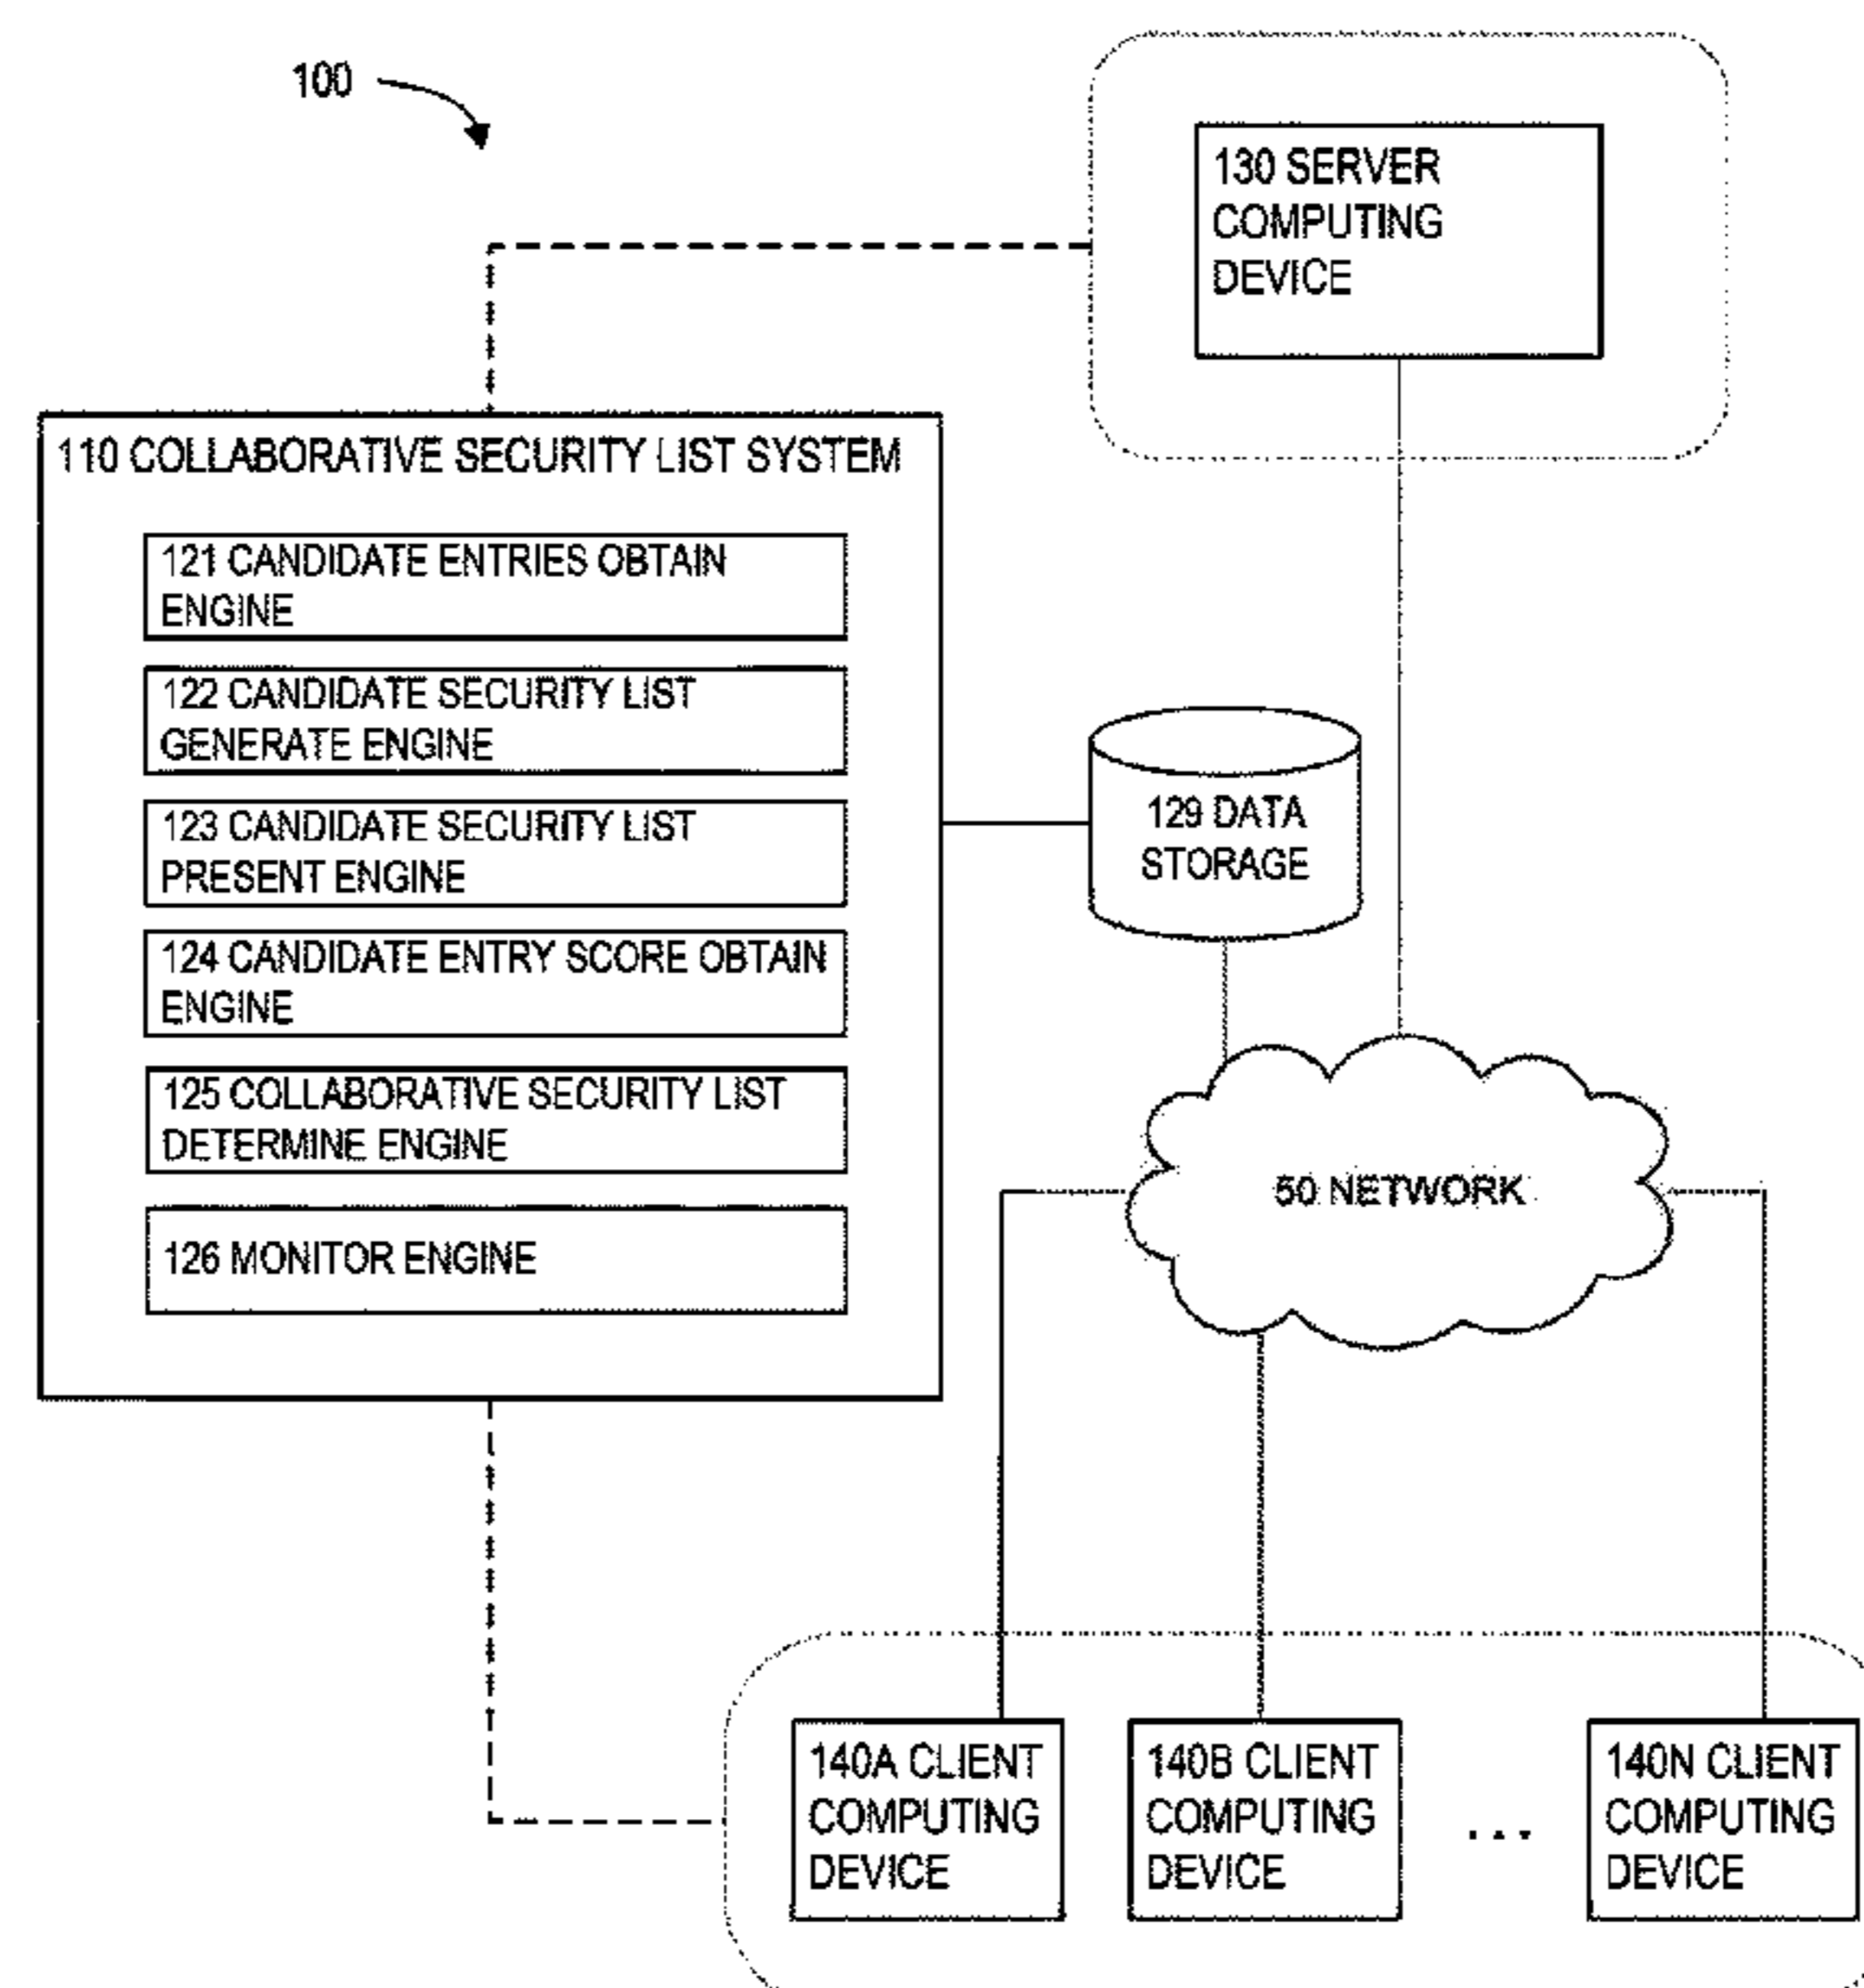 100
130 SERVER
COMPUTING
DEVICE
110 COLLABORATIVE SECURITY LIST SYSTEM
121 CANDIDATE ENTRIES OBTAIN
ENGINE
122 CANDIDATE SECURITY LIST
GENERATE ENGINE
123 CANDIDATE SECURITY LIST
PRESENT ENGINE
124 CANDIDATE ENTRY SCORE OBTAIN
ENGINE
125 COLLABORATIVE SECURITY LIST
DETERMINE ENGINE
126 MONITOR ENGINE
129 DATA
STORAGE
50 NETWORK
140A CLIENT
COMPUTING
DEVICE
140B CLIENT
COMPUTING
DEVICE
...
140N CLIENT
COMPUTING
DEVICE